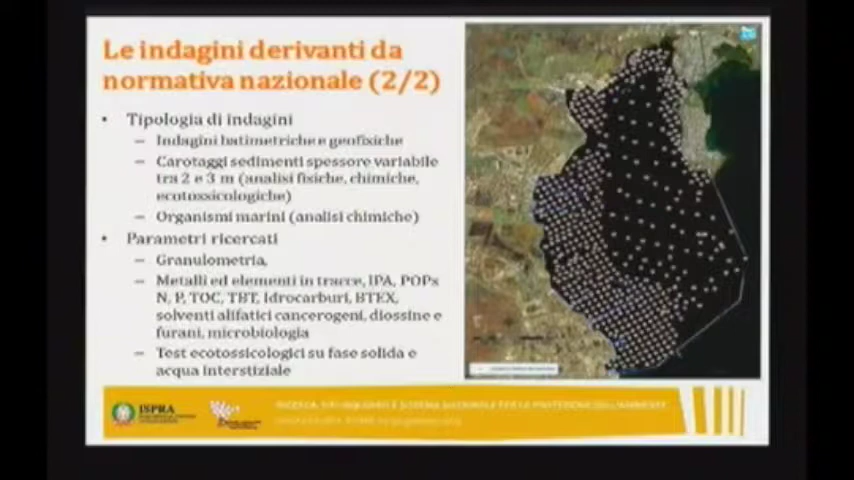 Le indagini derivanti da
normativa nazionale (2/2)
• Tipologia di indagini
– Indagini batimetriche e geofisiche
– Carotaggi sedimenti spessore variabile
tra 2 e 3 m (analisi fisiche, chimiche,
ecotossicologiche)
– Organismi marini (analisi chimiche)
• Parametri ricercati
– Granulometria,
– Metalli ed elementi in tracce, IPA, POPs
N, P, TOC, TBT, Idrocarburi, BTEX,
solventi alifatici cancerogeni, diossine e
furani, microbiologia
– Test ecotossicologici su fase solida e
acqua interstiziale
ISPRA